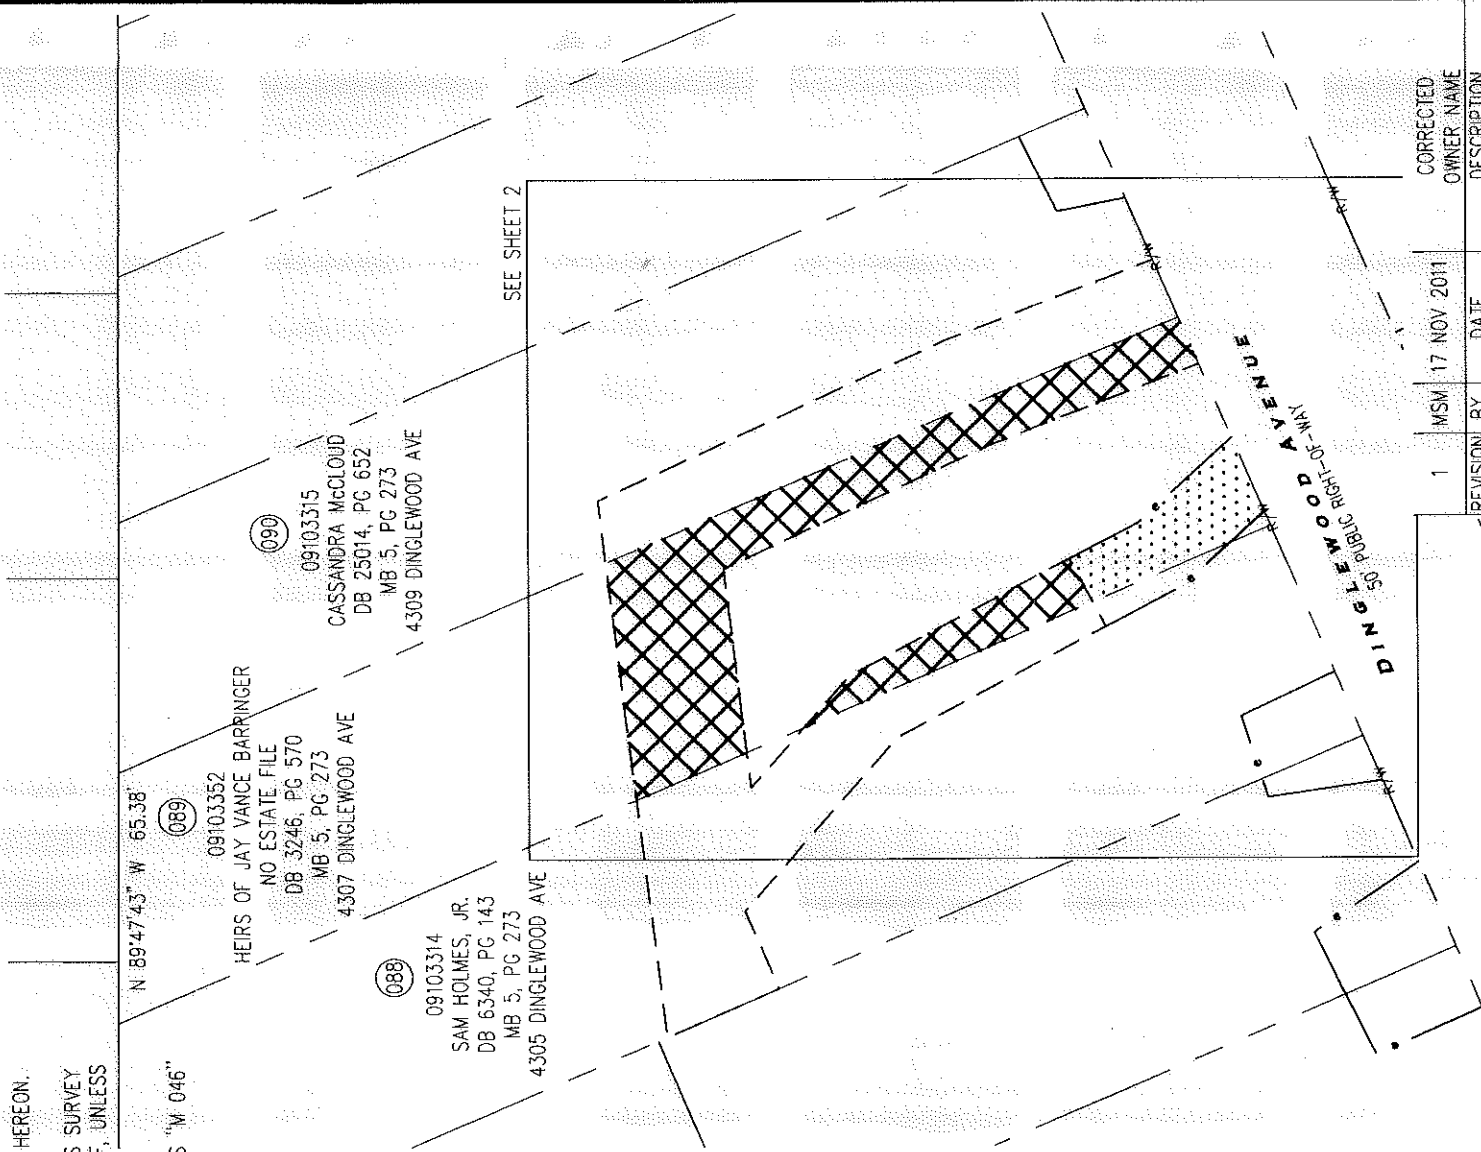 HEREON.
S SURVEY
, UNLESS
S "M 046"
N 89°47'43" W 65.38'
089
09103352
HEIRS OF JAY VANCE BARRINGER
NO ESTATE FILE
DB 3246, PG 570
MB 5, PG 273
4307 DINGLEWOOD AVE
090
09103315
CASSANDRA McCLOUD
DB 25014, PG 652
MB 5, PG 273
4309 DINGLEWOOD AVE
088
09103314
SAM HOLMES, JR.
DB 6340, PG 143
MB 5, PG 273
4305 DINGLEWOOD AVE
SEE SHEET 2
R/W
R/W
R/W
R/W
DINGLEWOOD AVENUE
50' PUBLIC RIGHT-OF-WAY
1 MSM 17 NOV 2011 CORRECTED
OWNER NAME
REVISION BY DATE DESCRIPTION